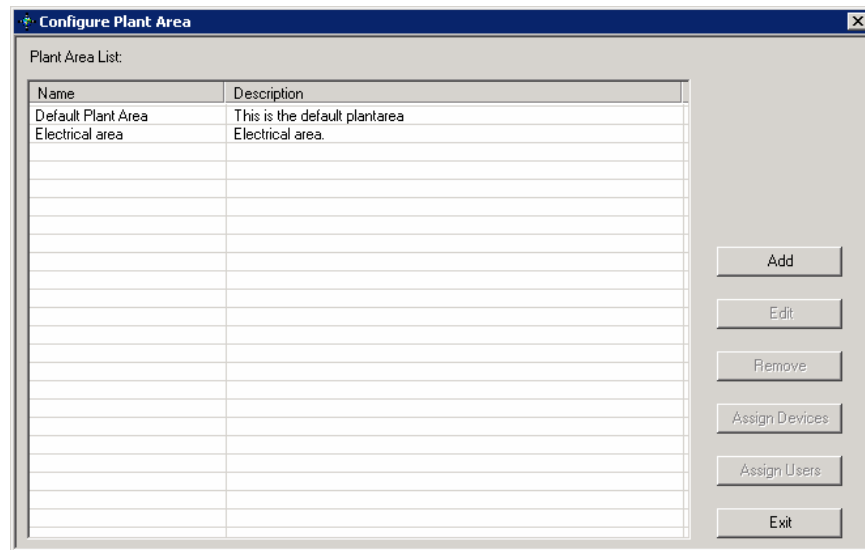 Configure Plant Area
Plant Area List:
Name Description
Default Plant Area This is the default plantarea
Electrical area Electrical area.
Add
Edit
Remove
Assign Devices
Assign Users
Exit